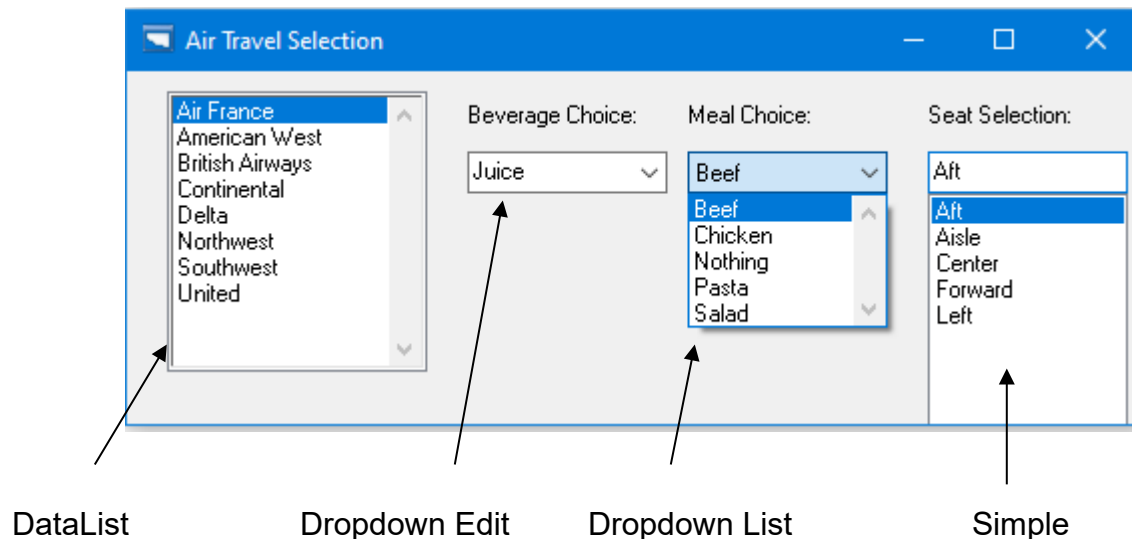 Air Travel Selection
Air France
American West
British Airways
Continental
Delta
Northwest
Southwest
United
Beverage Choice:
Juice
Meal Choice:
Beef
Beef
Chicken
Nothing
Pasta
Salad
Seat Selection:
Aft
Aft
Aisle
Center
Forward
Left
DataList
Dropdown Edit
Dropdown List
Simple